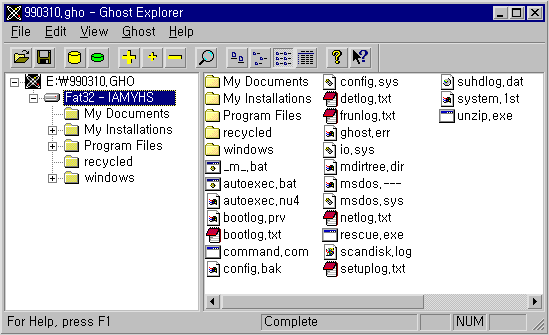 990310.gho - Ghost Explorer
File Edit View Ghost Help
E:₩990310.GHO
Fat32 - IAMYHS
My Documents
My Installations
Program Files
recycled
windows
My Documents
My Installations
Program Files
recycled
windows
_m_.bat
autoexec.bat
autoexec.nu4
bootlog.prv
bootlog.txt
command.com
config.bak
config.sys
detlog.txt
frunlog.txt
ghost.err
io.sys
mdirtree.dir
msdos.---
msdos.sys
netlog.txt
rescue.exe
scandisk.log
setuplog.txt
suhdlog.dat
system.1st
unzip.exe
For Help, press F1
Complete
NUM